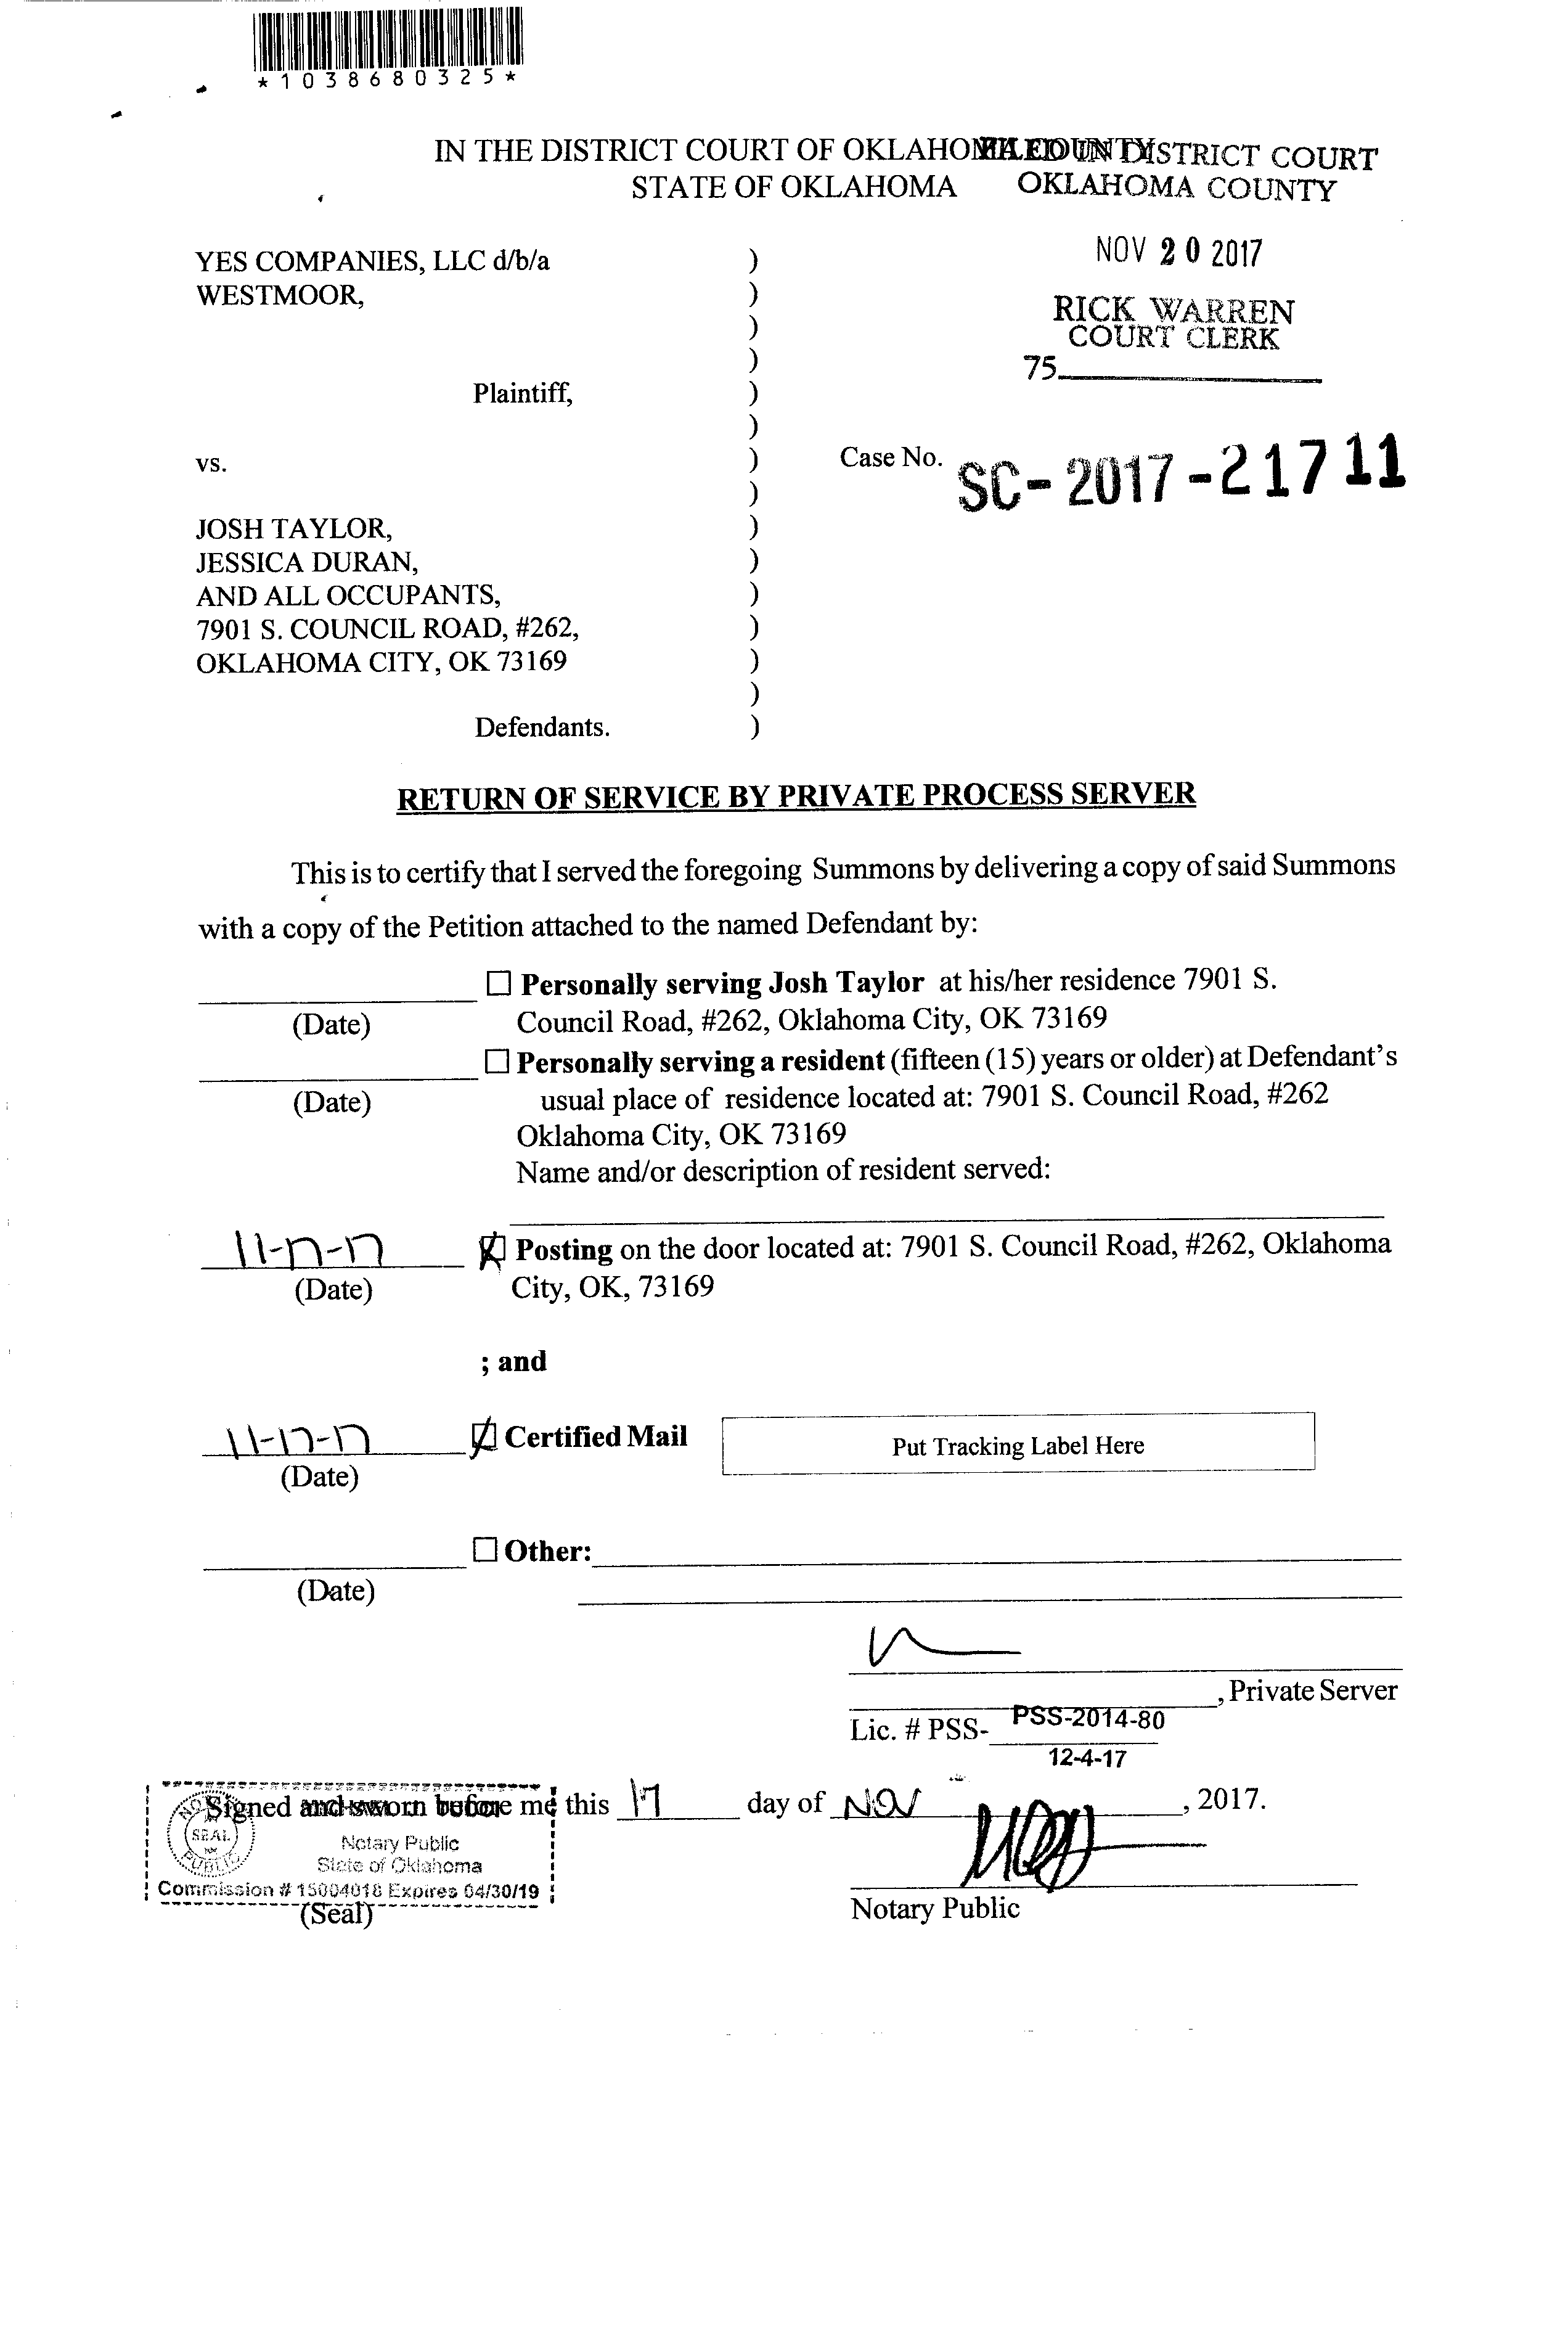 *1038680325*
IN THE DISTRICT COURT OF OKLAHOMA COUNTY
STATE OF OKLAHOMA
FILED IN DISTRICT COURT
OKLAHOMA COUNTY
NOV 20 2017
RICK WARREN
COURT CLERK
75
YES COMPANIES, LLC d/b/a )
WESTMOOR, )
)
)
Plaintiff, )
)
vs. )
Case No. SC-2017-21711
)
JOSH TAYLOR, )
JESSICA DURAN, )
AND ALL OCCUPANTS, )
7901 S. COUNCIL ROAD, #262, )
OKLAHOMA CITY, OK 73169 )
)
Defendants. )
RETURN OF SERVICE BY PRIVATE PROCESS SERVER
This is to certify that I served the foregoing Summons by delivering a copy of said Summons
with a copy of the Petition attached to the named Defendant by:
☐ Personally serving Josh Taylor at his/her residence 7901 S.
(Date) Council Road, #262, Oklahoma City, OK 73169
☐ Personally serving a resident (fifteen (15) years or older) at Defendant's
(Date) usual place of residence located at: 7901 S. Council Road, #262
Oklahoma City, OK 73169
Name and/or description of resident served:
11-17-17 ☒ Posting on the door located at: 7901 S. Council Road, #262, Oklahoma
(Date) City, OK, 73169
; and
11-17-17 ☒ Certified Mail Put Tracking Label Here
(Date)
☐ Other:
(Date)
, Private Server
Lic. # PSS- PSS-2014-80
12-4-17
Signed and sworn before me this 17 day of Nov, 2017.
NOTARY
SEAL
PUBLIC
Notary Public
State of Oklahoma
Commission # 15004018 Expires 04/30/19
(Seal)
Notary Public